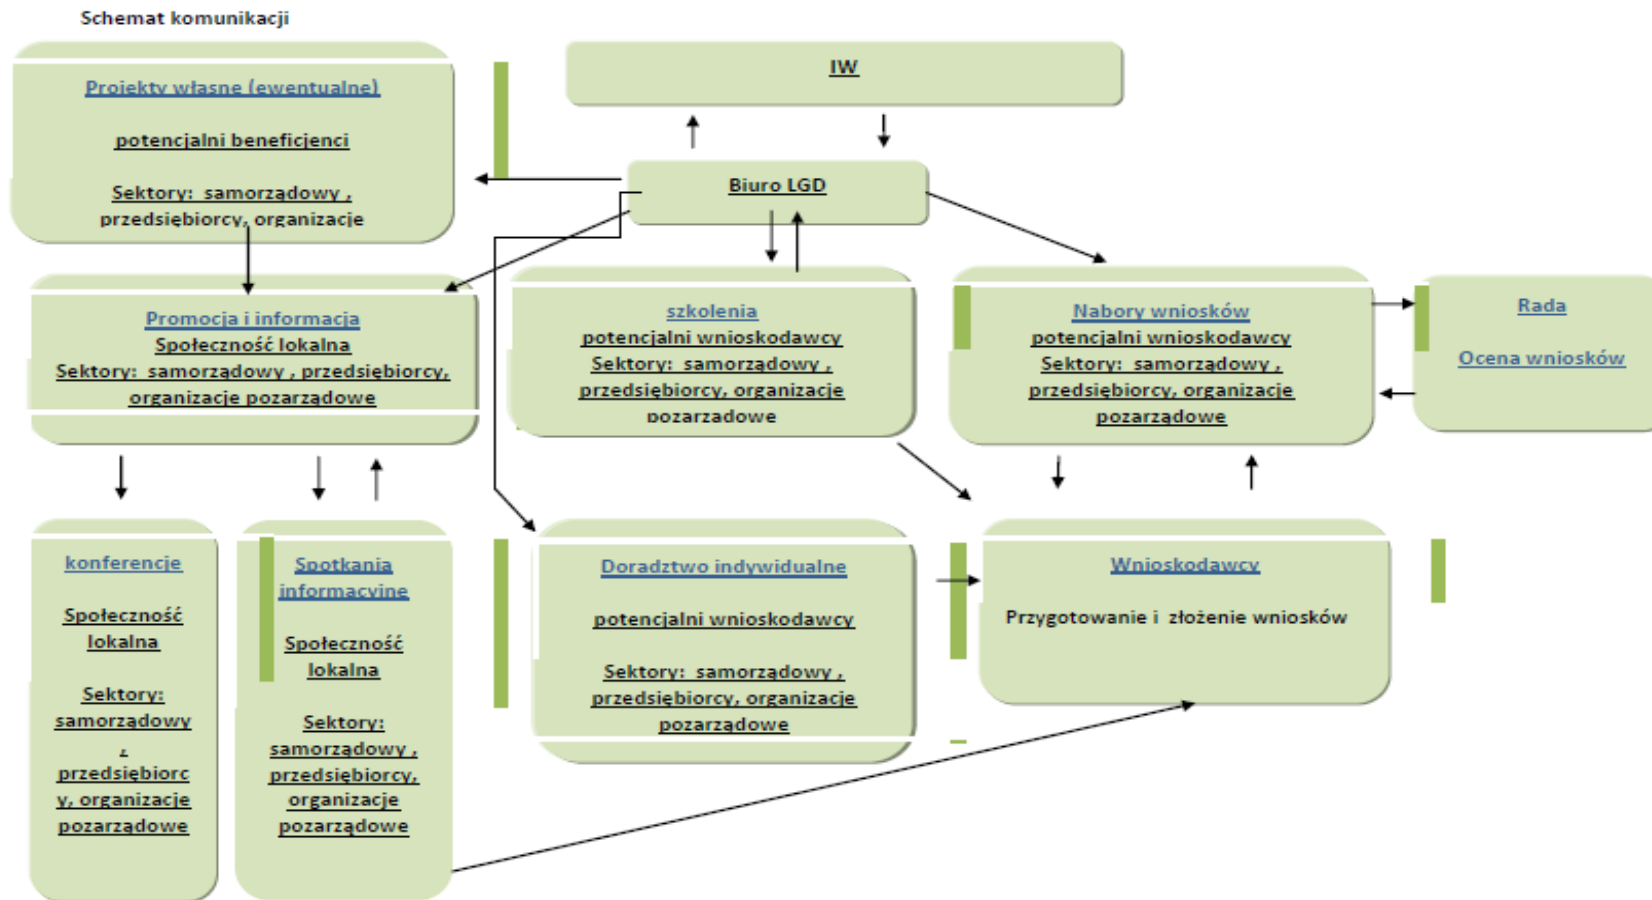 Schemat komunikacji
Projekty własne (ewentualne)
potencjalni beneficjenci
Sektory: samorządowy ,
przedsiębiorcy, organizacje
IW
Biuro LGD
Promocja i informacja
Społeczność lokalna
Sektory: samorządowy , przedsiębiorcy,
organizacje pozarządowe
szkolenia
potencjalni wnioskodawcy
Sektory: samorządowy ,
przedsiębiorcy, organizacje
pozarządowe
Nabory wniosków
potencjalni wnioskodawcy
Sektory: samorządowy ,
przedsiębiorcy, organizacje
pozarządowe
Rada
Ocena wniosków
konferencje
Społeczność
lokalna
Sektory:
samorządowy
,
przedsiębiorc
y, organizacje
pozarządowe
Spotkania
informacyjne
Społeczność
lokalna
Sektory:
samorządowy ,
przedsiębiorcy,
organizacje
pozarządowe
Doradztwo indywidualne
potencjalni wnioskodawcy
Sektory: samorządowy ,
przedsiębiorcy, organizacje
pozarządowe
Wnioskodawcy
Przygotowanie i złożenie wniosków